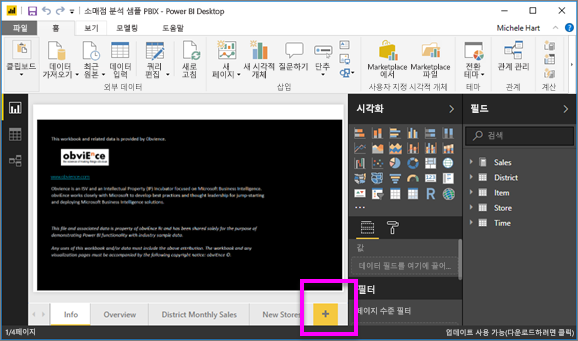 소매점 분석 샘플 PBIX - Power BI Desktop
Michele Hart
파일 홈 보기 모델링 도움말
클립보드
데이터 가져오기
최근 원본
데이터 입력
쿼리 편집
새로 고침
새 페이지
새 시각적 개체
질문하기
단추
Marketplace에서
Marketplace 파일
전환 테마
관계 관리
외부 데이터
삽입
사용자 지정 시각적 개체
테마
관계
계산
This workbook and related data is provided by Obvience.
obviEnce
www.obvience.com
Obvience is an ISV and an Intellectual Property (IP) Incubator focused on Microsoft Business Intelligence.
obviEnce works closely with Microsoft to develop best practices and thought leadership for jump-starting
and deploying Microsoft Business Intelligence solutions.
This file and associated data is property of obviEnce llc and has been shared solely for the purpose of
demonstrating Power BI functionality with industry sample data.
Any uses of this workbook and/or data must include the above attribution. The workbook and any
visualization pages must be accompanied by the following copyright notice: obviEnce ©.
시각화
값
데이터 필드를 여기에 끌어...
필터
페이지 수준 필터
필드
검색
Sales
District
Item
Store
Time
Info
Overview
District Monthly Sales
New Stores
+
1/4페이지
업데이트 사용 가능(다운로드하려면 클릭)